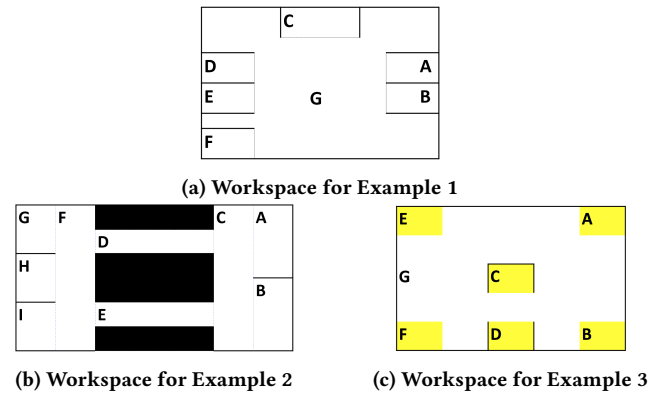 C
D
A
E
G
B
F
(a) Workspace for Example 1
G F C A
D
H
B
I E
(b) Workspace for Example 2
E A
G C
F D B
(c) Workspace for Example 3